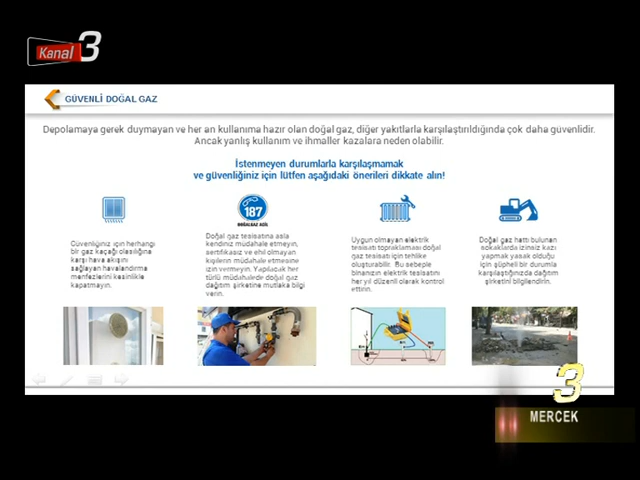 Kanal 3
GÜVENLİ DOĞAL GAZ
Depolamaya gerek duymayan ve her an kullanıma hazır olan doğal gaz, diğer yakıtlarla karşılaştırıldığında çok daha güvenlidir.
Ancak yanlış kullanım ve ihmaller kazalara neden olabilir.
İstenmeyen durumlarla karşılaşmamak
ve güvenliğiniz için lütfen aşağıdaki önerileri dikkate alın!
Güvenliğiniz için herhangi
bir gaz kaçağı olasılığına
karşı hava akışını
sağlayan havalandırma
menfezlerini kesinlikle
kapatmayın.
187
DOĞALGAZ ACİL
Doğal gaz tesisatına asla
kendiniz müdahale etmeyin,
sertifikasız ve ehil olmayan
kişilerin müdahale etmesine
izin vermeyin. Yapılacak her
türlü müdahalede doğal gaz
dağıtım şirketine mutlaka bilgi
verin.
Uygun olmayan elektrik
tesisatı topraklaması doğal
gaz tesisatı için tehlike
oluşturabilir. Bu sebeple
binanızın elektrik tesisatını
her yıl düzenli olarak kontrol
ettirin.
Doğal gaz hattı bulunan
sokaklarda izinsiz kazı
yapmak yasak olduğu
için şüpheli bir durumla
karşılaştığınızda dağıtım
şirketini bilgilendirin.
3
MERCEK